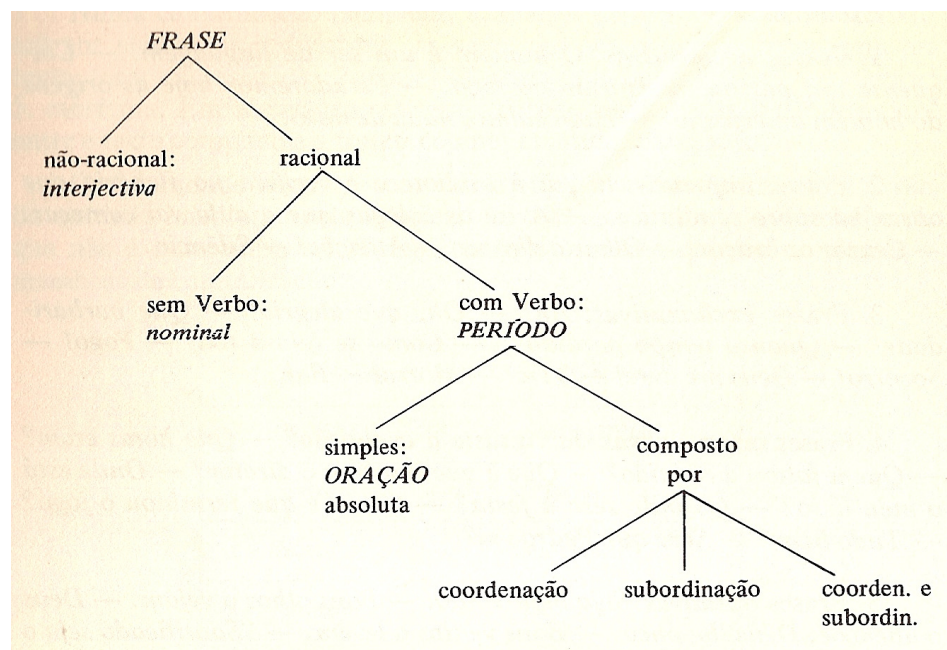 FRASE
não-racional:
interjectiva
racional
sem Verbo:
nominal
com Verbo:
PERÍODO
simples:
ORAÇÃO
absoluta
composto
por
coordenação
subordinação
coorden. e
subordin.